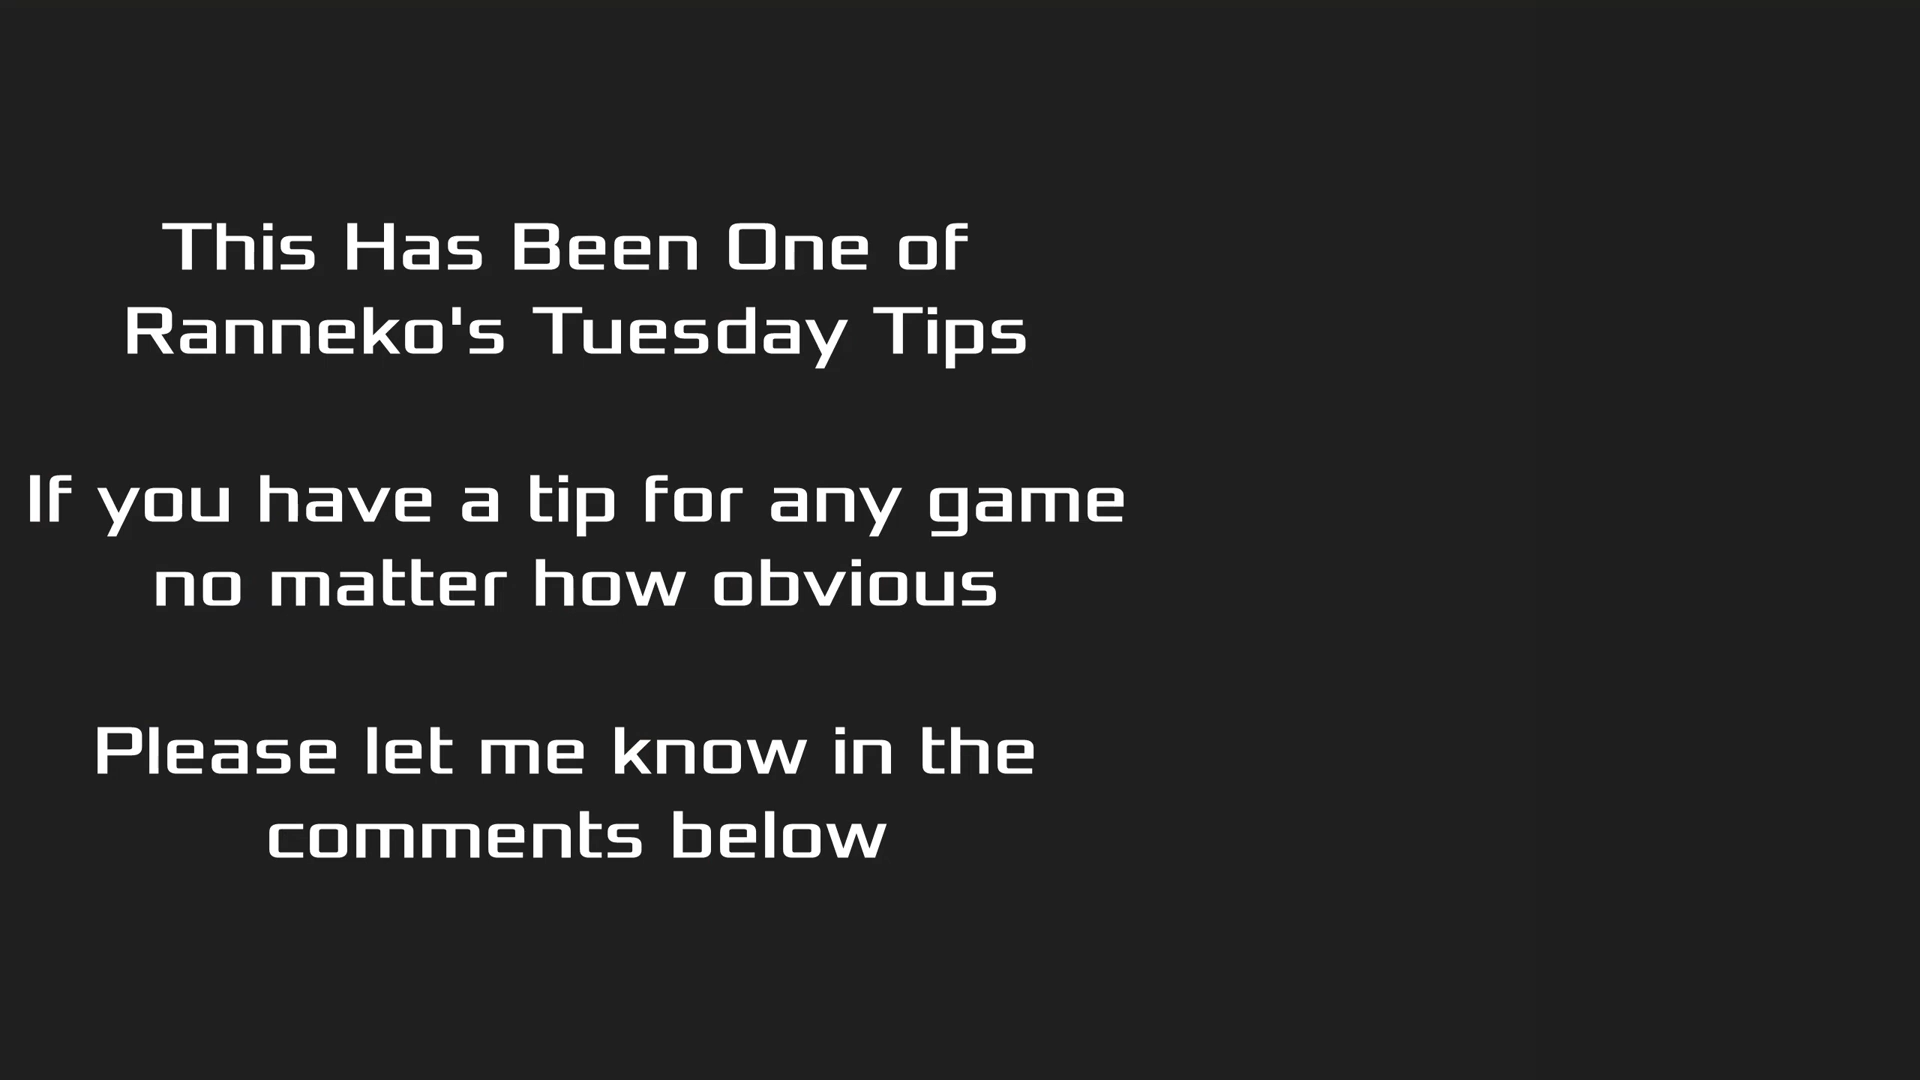 This Has Been One of
Ranneko's Tuesday Tips
If you have a tip for any game
no matter how obvious
Please let me know in the
comments below